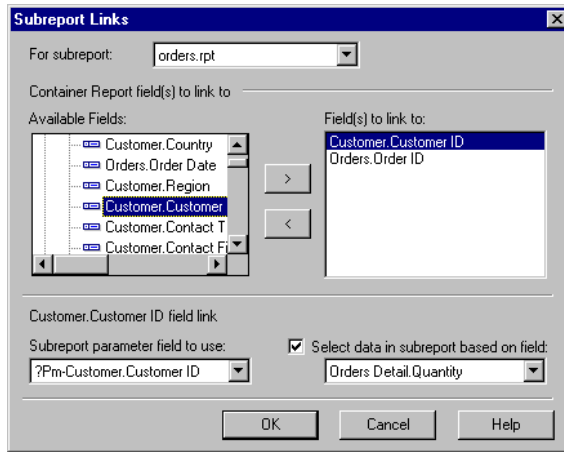 Subreport Links
For subreport: orders.rpt
Container Report field(s) to link to
Available Fields: Field(s) to link to:
Customer.Country
Orders.Order Date
Customer.Region
Customer.Customer
Customer.Contact T
Customer.Contact Fi
>
<
Customer.Customer ID
Orders.Order ID
Customer.Customer ID field link
Subreport parameter field to use: Select data in subreport based on field:
?Pm-Customer.Customer ID Orders Detail.Quantity
OK Cancel Help